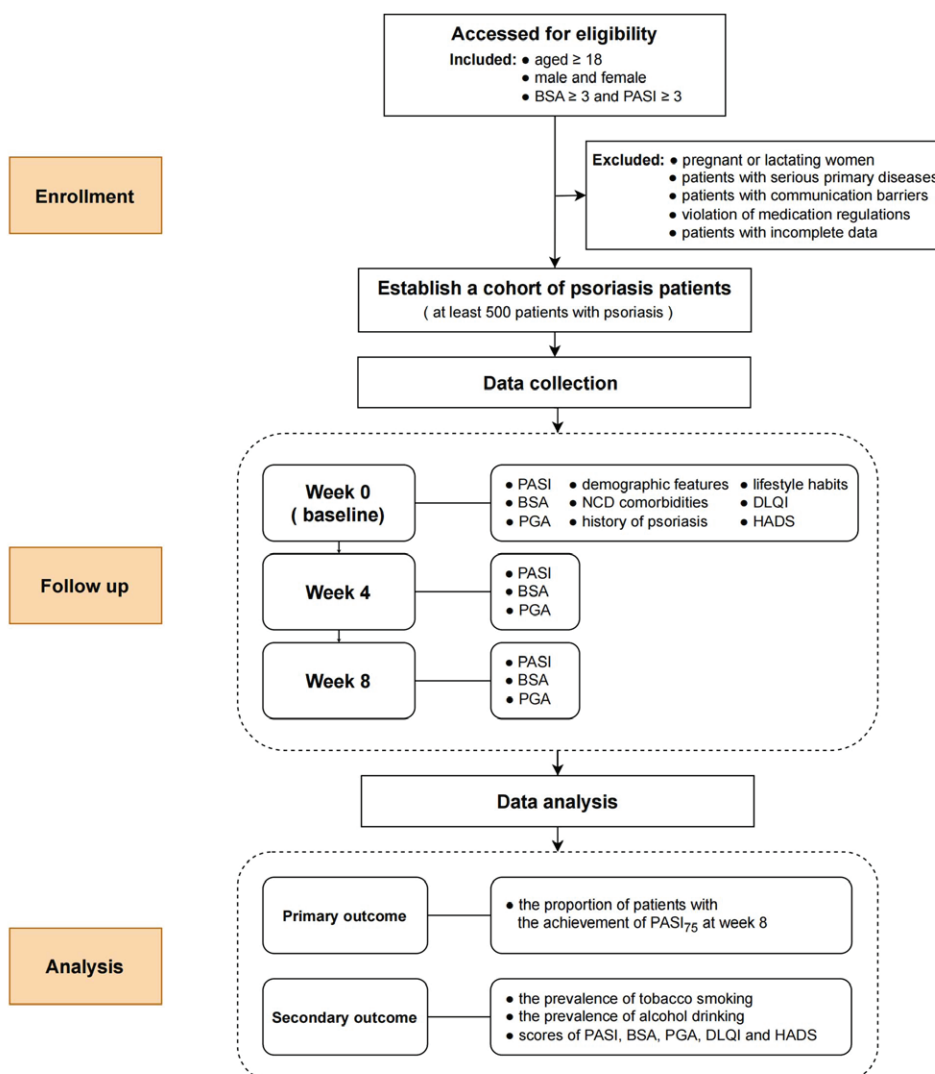 Accessed for eligibility
Included: ● aged ≥ 18
● male and female
● BSA ≥ 3 and PASI ≥ 3
Enrollment
Excluded: ● pregnant or lactating women
● patients with serious primary diseases
● patients with communication barriers
● violation of medication regulations
● patients with incomplete data
Establish a cohort of psoriasis patients
( at least 500 patients with psoriasis )
Data collection
Follow up
Week 0
( baseline)
● PASI ● demographic features ● lifestyle habits
● BSA ● NCD comorbidities ● DLQI
● PGA ● history of psoriasis ● HADS
Week 4
● PASI
● BSA
● PGA
Week 8
● PASI
● BSA
● PGA
Data analysis
Analysis
Primary outcome
● the proportion of patients with
the achievement of PASI75 at week 8
Secondary outcome
● the prevalence of tobacco smoking
● the prevalence of alcohol drinking
● scores of PASI, BSA, PGA, DLQI and HADS